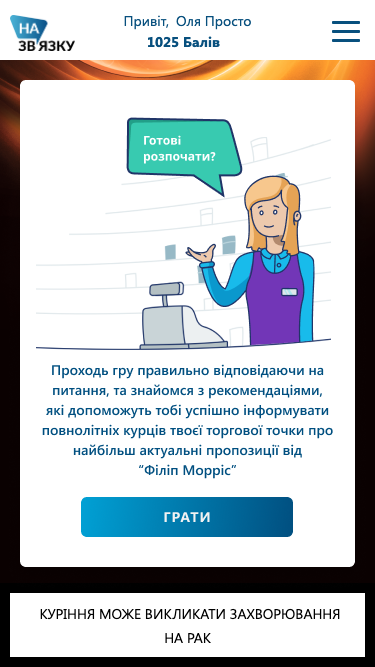 НА
ЗВ'ЯЗКУ
Привіт,  Оля Просто
1025 Балів
Готові
розпочати?
Проходь гру правильно відповідаючи на
питання, та знайомся з рекомендаціями,
які допоможуть тобі успішно інформувати
повнолітніх курців твоєї торгової точки про
найбільш актуальні пропозиції від
“Філіп Морріс”
ГРАТИ
КУРІННЯ МОЖЕ ВИКЛИКАТИ ЗАХВОРЮВАННЯ
НА РАК